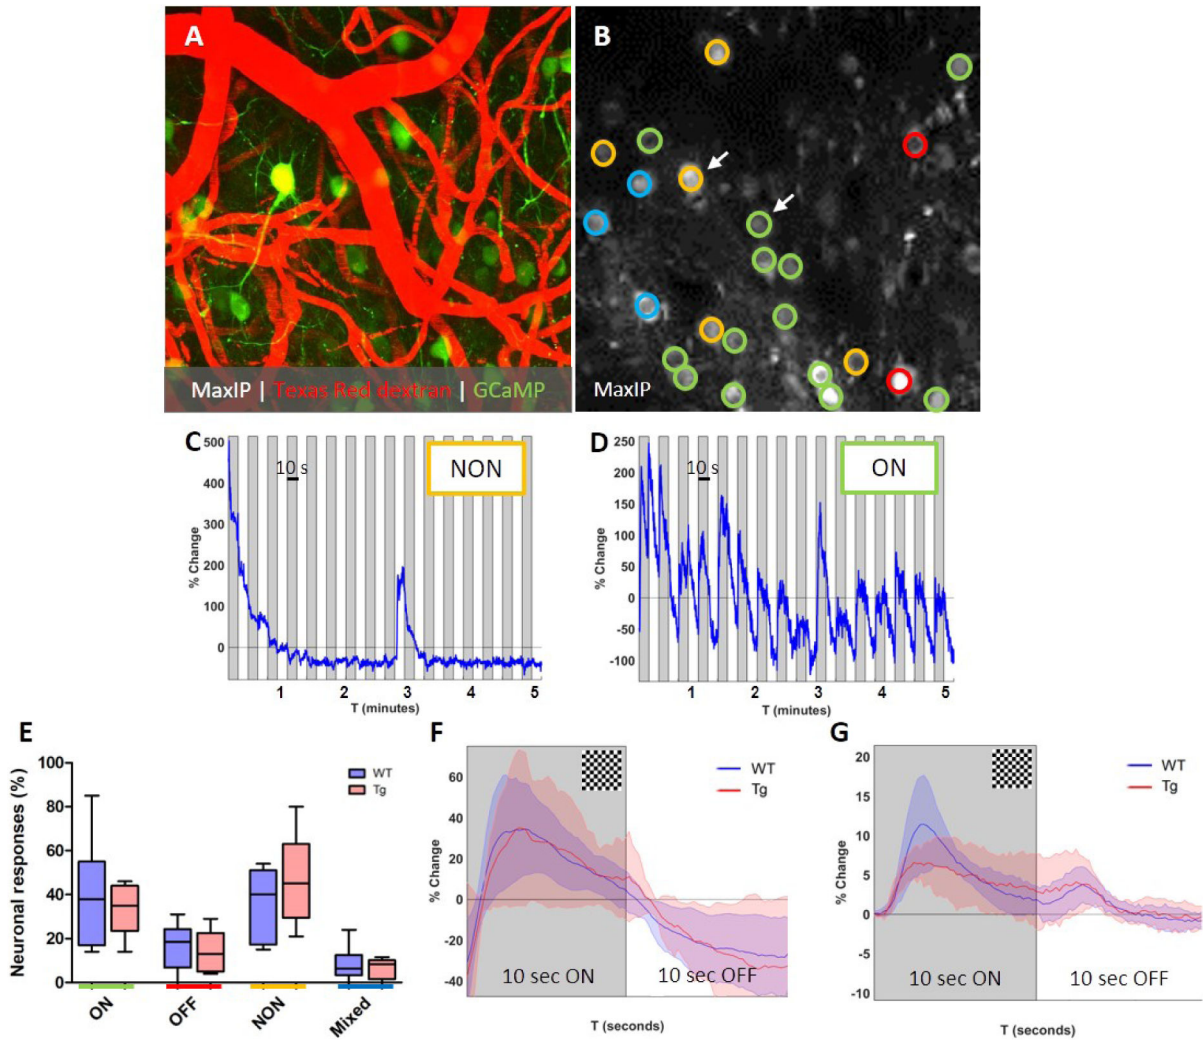 A
MaxIP | Texas Red dextran | GCaMP
B
MaxIP
C
500
400
300
200
100
0
% Change
10 s
NON
1 2 3 4 5
T (minutes)
D
250
200
150
100
50
0
-50
-100
% Change
10 s
ON
1 2 3 4 5
T (minutes)
E
100
80
60
40
20
0
Neuronal responses (%)
WT
Tg
ON OFF NON Mixed
F
60
40
20
0
-20
-40
% Change
WT
Tg
10 sec ON 10 sec OFF
T (seconds)
G
20
15
10
5
0
-5
-10
% Change
WT
Tg
10 sec ON 10 sec OFF
T (seconds)